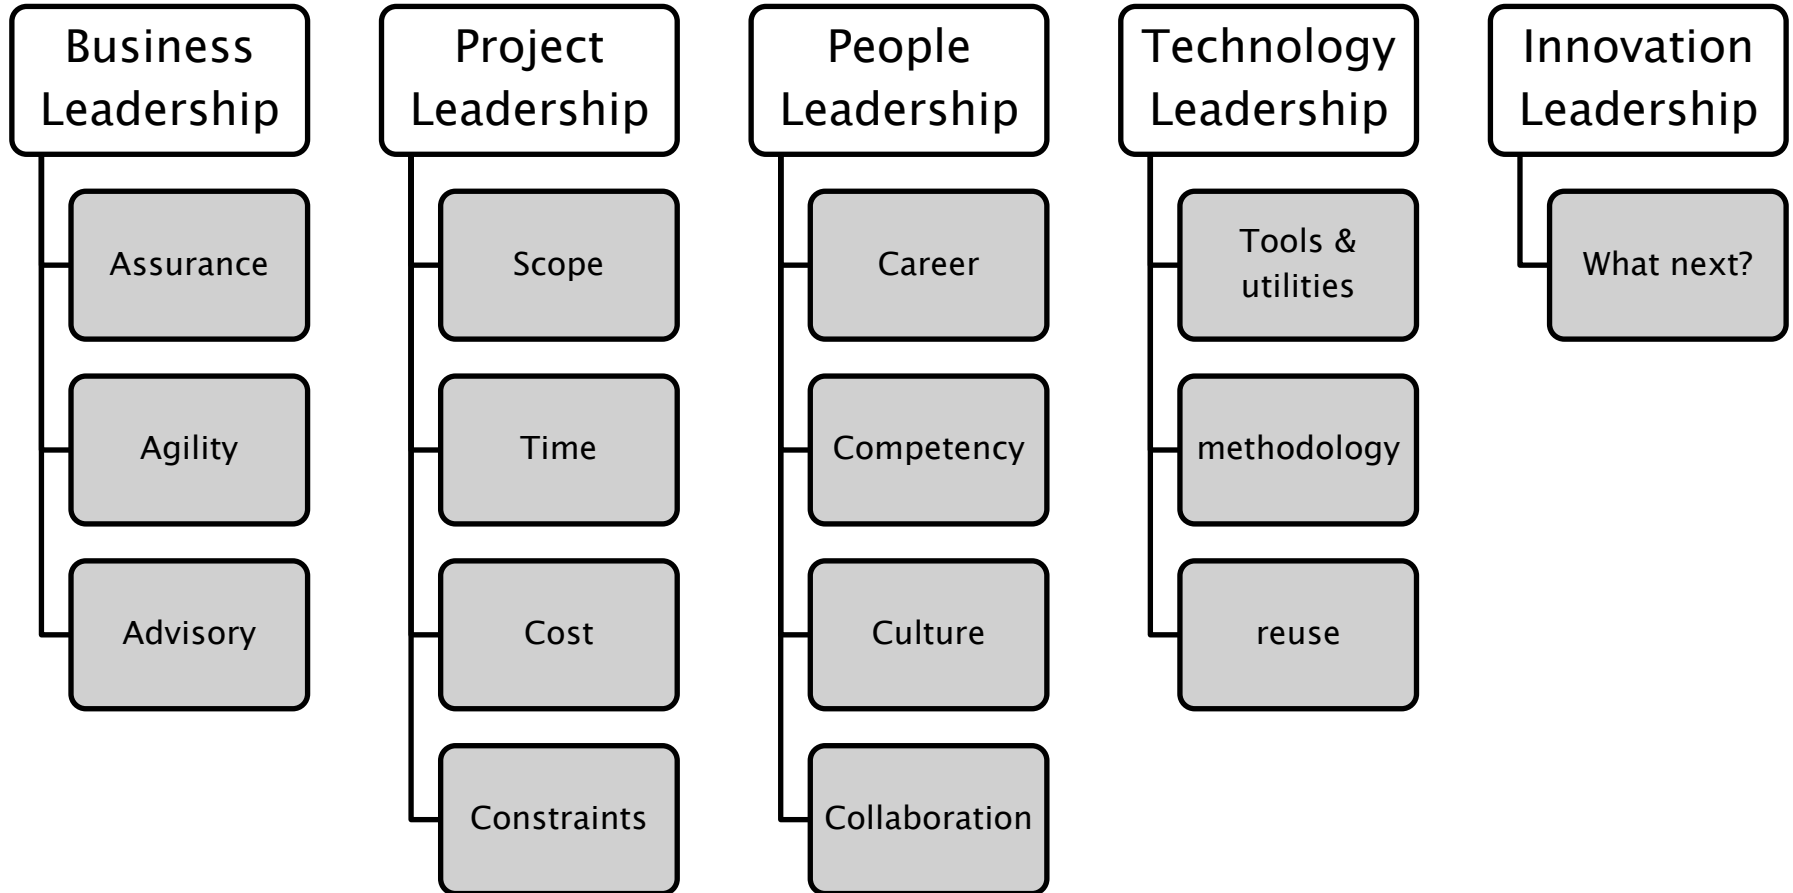 Business
Leadership
Assurance
Agility
Advisory
Project
Leadership
Scope
Time
Cost
Constraints
People
Leadership
Career
Competency
Culture
Collaboration
Technology
Leadership
Tools &
utilities
methodology
reuse
Innovation
Leadership
What next?